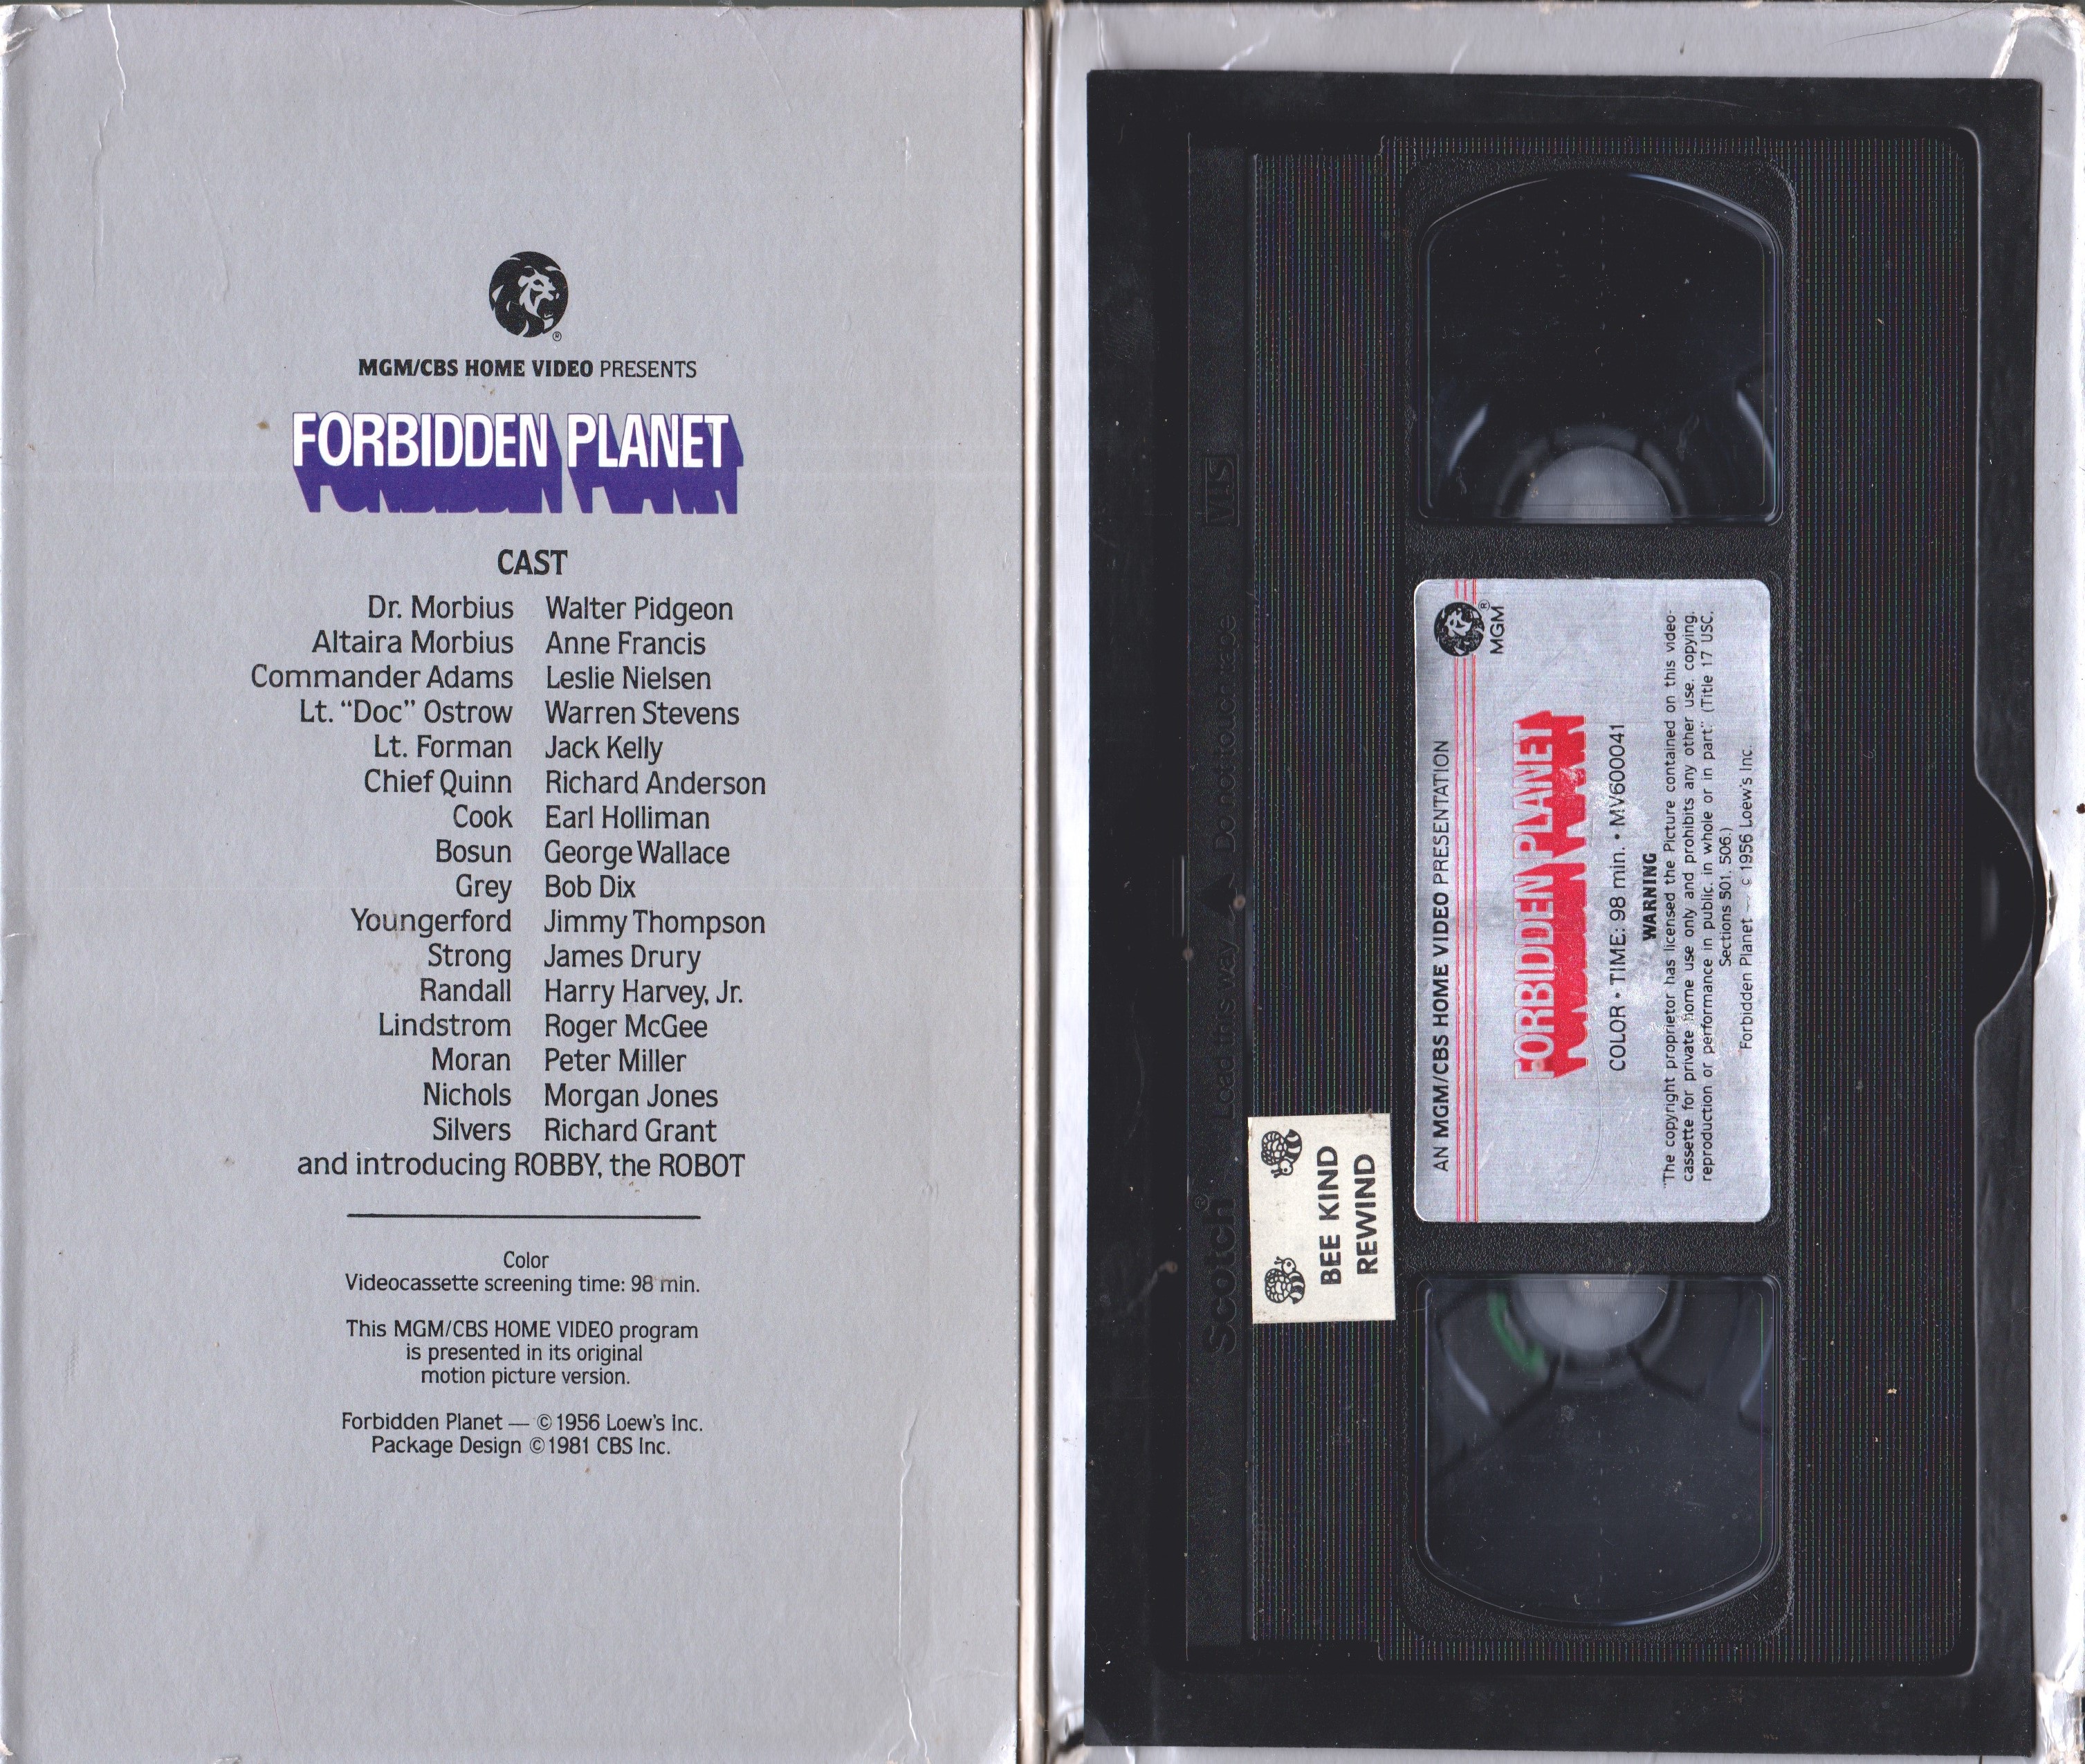 MGM/CBS HOME VIDEO PRESENTS
FORBIDDEN PLANET
CAST
Dr. Morbius Walter Pidgeon
Altaira Morbius Anne Francis
Commander Adams Leslie Nielsen
Lt. “Doc” Ostrow Warren Stevens
Lt. Forman Jack Kelly
Chief Quinn Richard Anderson
Cook Earl Holliman
Bosun George Wallace
Grey Bob Dix
Youngerford Jimmy Thompson
Strong James Drury
Randall Harry Harvey, Jr.
Lindstrom Roger McGee
Moran Peter Miller
Nichols Morgan Jones
Silvers Richard Grant
and introducing ROBBY, the ROBOT
Color
Videocassette screening time: 98 min.
This MGM/CBS HOME VIDEO program
is presented in its original
motion picture version.
Forbidden Planet — © 1956 Loew's Inc.
Package Design © 1981 CBS Inc.
Scotch® Load this way ▲ Do not touch tape VHS
BEE KIND
REWIND
AN MGM/CBS HOME VIDEO PRESENTATION
MGM
FORBIDDEN PLANET
COLOR • TIME: 98 min. • MV600041
WARNING
"The copyright proprietor has licensed the Picture contained on this video-
cassette for private home use only and prohibits any other use, copying,
reproduction or performance in public, in whole or in part." (Title 17 USC,
Sections 501, 506.)
Forbidden Planet — © 1956 Loew's Inc.